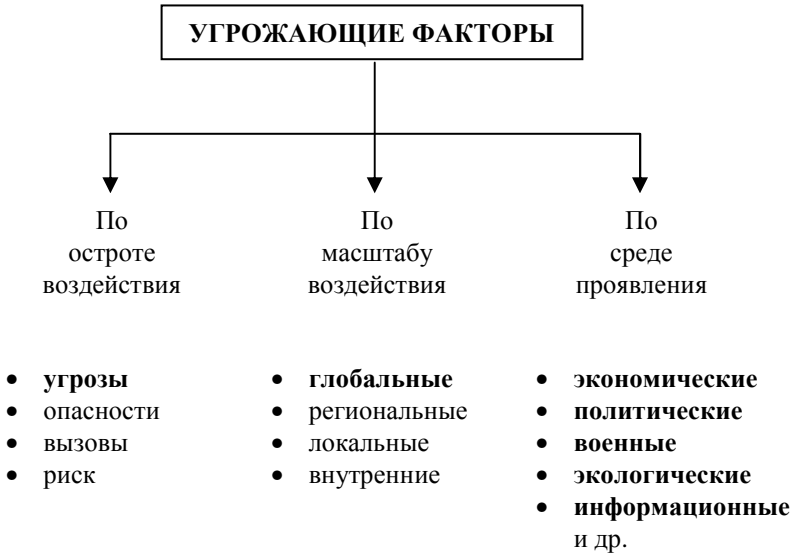 УГРОЖАЮЩИЕ ФАКТОРЫ
По
остроте
воздействия
По
масштабу
воздействия
По
среде
проявления
• угрозы
• опасности
• вызовы
• риск
• глобальные
• региональные
• локальные
• внутренние
• экономические
• политические
• военные
• экологические
• информационные
и др.